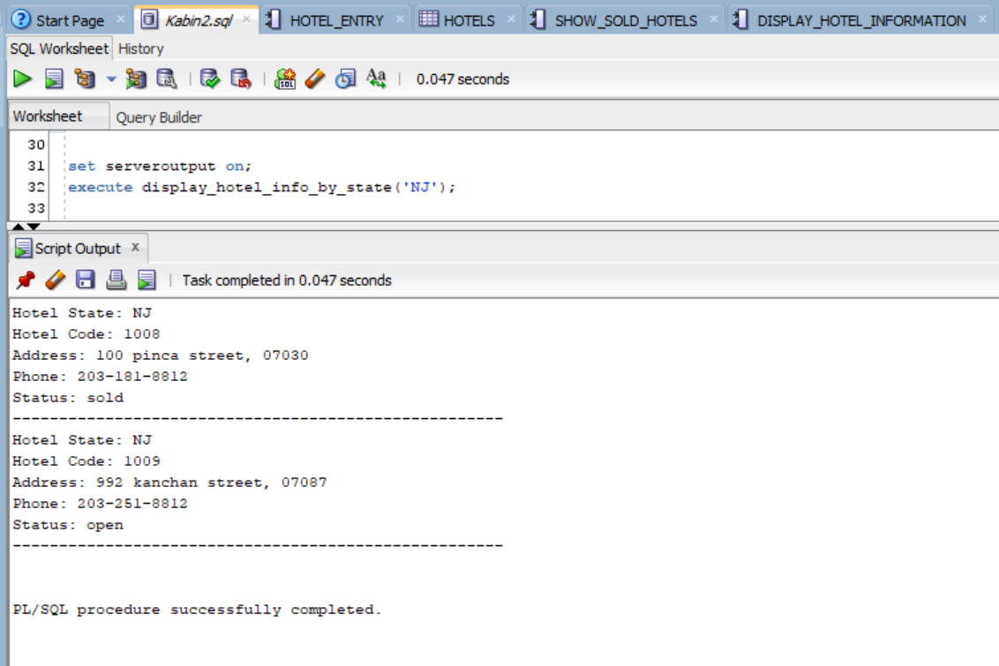 Start Page
Kabin2.sql
HOTEL_ENTRY
HOTELS
SHOW_SOLD_HOTELS
DISPLAY_HOTEL_INFORMATION
SQL Worksheet History
0.047 seconds
Worksheet Query Builder
30
31 set serveroutput on;
32 execute display_hotel_info_by_state('NJ');
33
Script Output x
Task completed in 0.047 seconds
Hotel State: NJ
Hotel Code: 1008
Address: 100 pinca street, 07030
Phone: 203-181-8812
Status: sold
-----------------------------------------------------
Hotel State: NJ
Hotel Code: 1009
Address: 992 kanchan street, 07087
Phone: 203-251-8812
Status: open
-----------------------------------------------------
PL/SQL procedure successfully completed.